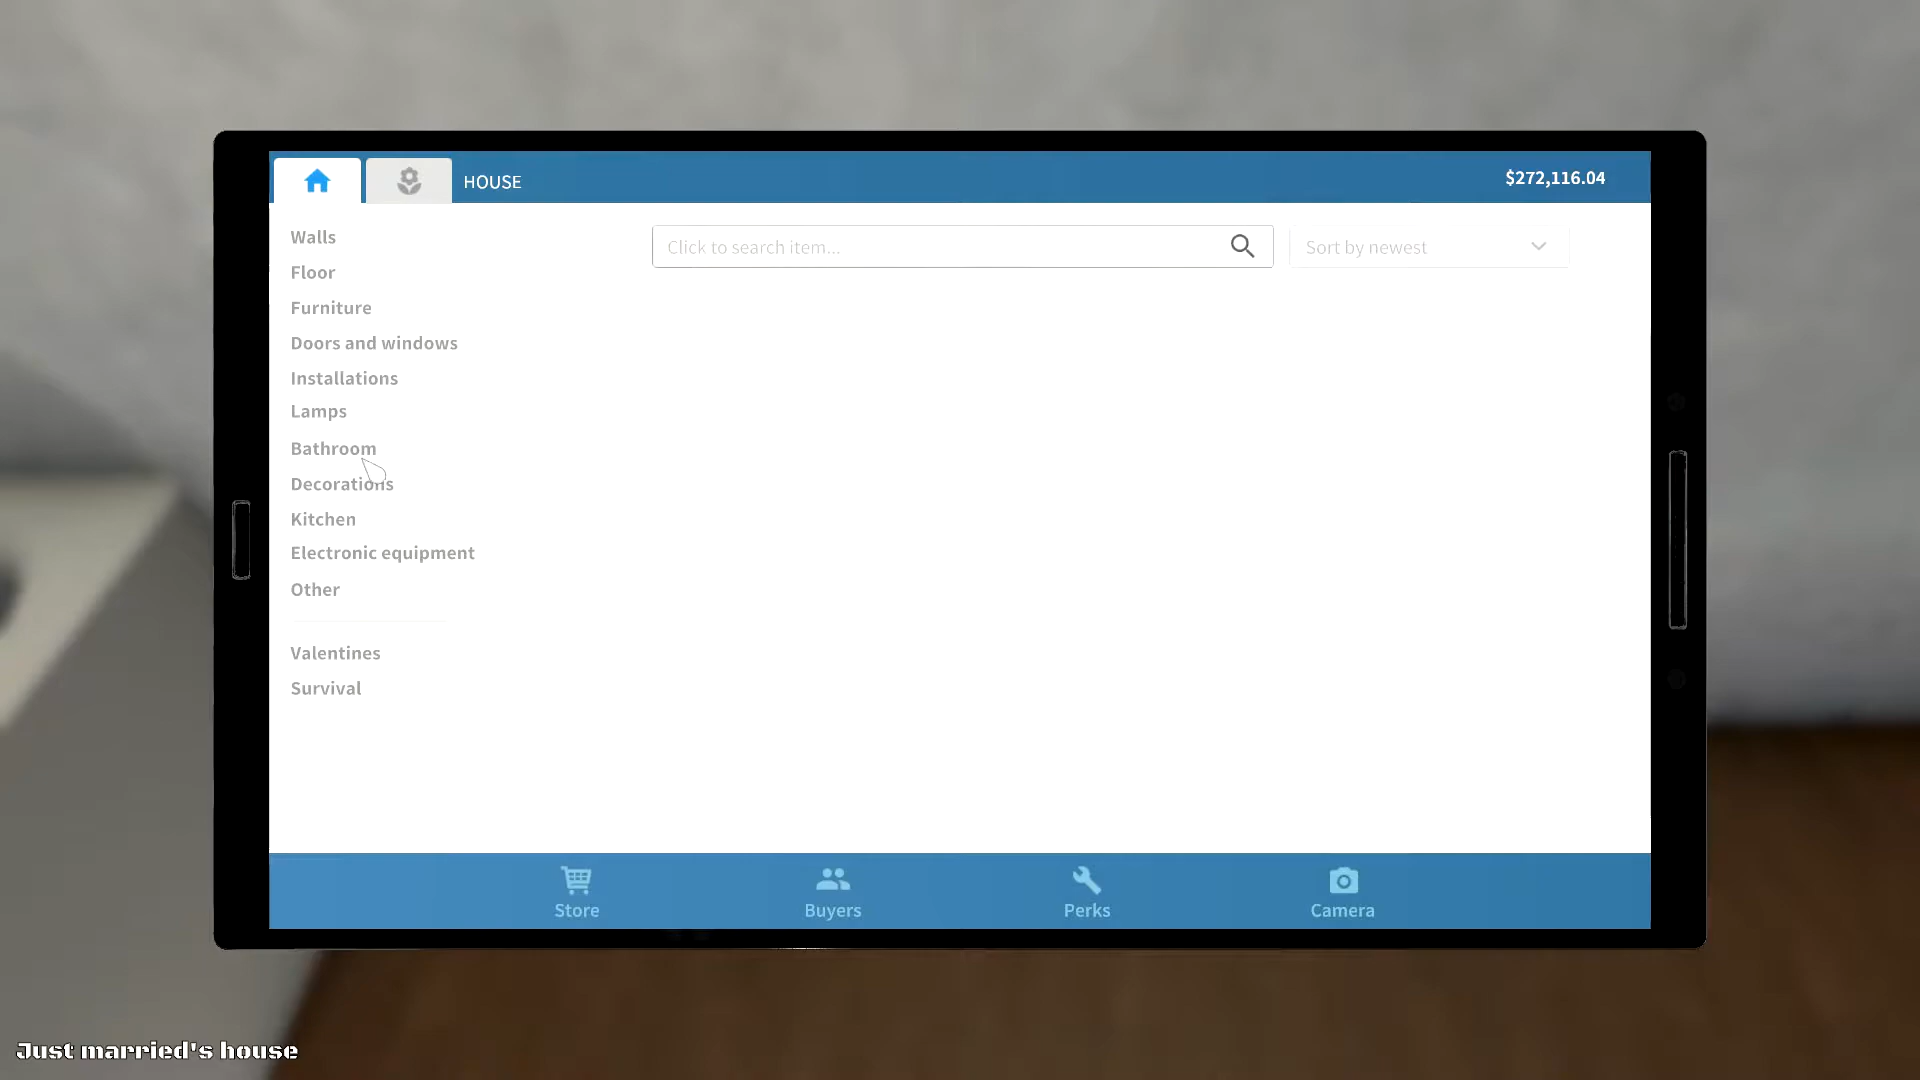 HOUSE
$272,116.04
Walls
Floor
Furniture
Doors and windows
Installations
Lamps
Bathroom
Decorations
Kitchen
Electronic equipment
Other
Valentines
Survival
Click to search item...
Sort by newest
Store
Buyers
Perks
Camera
Just married's house